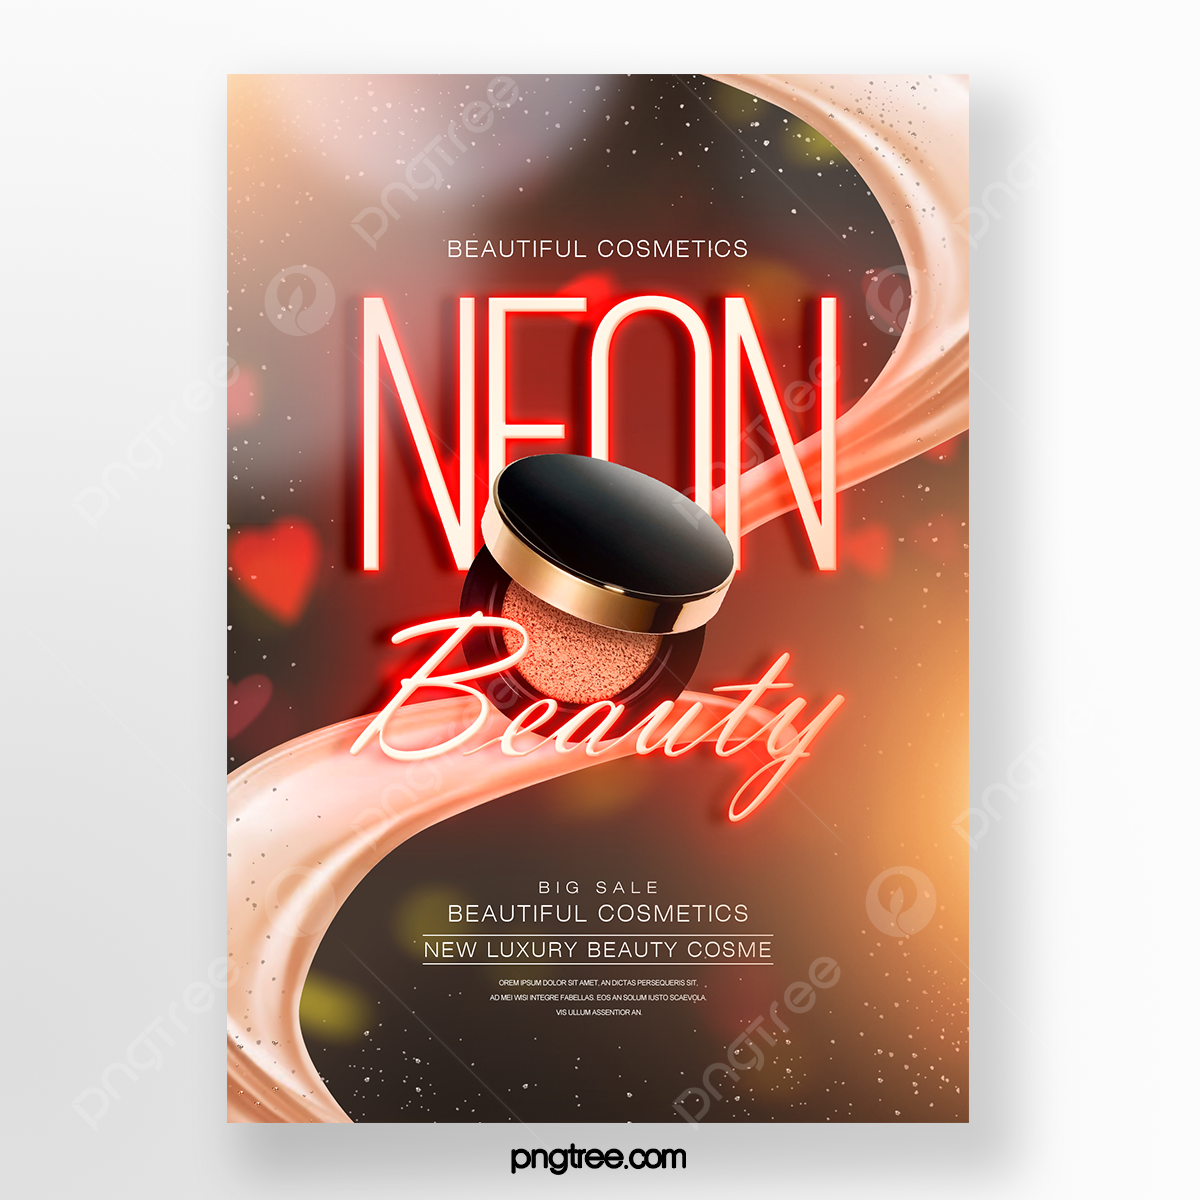 BEAUTIFUL COSMETICS
NEON
Beauty
BIG SALE
BEAUTIFUL COSMETICS
NEW LUXURY BEAUTY COSME
OREM IPSUM DOLOR SIT AMET, AN DICTAS PERSEQUERIS SIT,
AD MEI WISI INTEGRE FABELLAS. EOS AN SOLUM IUSTO SCAEVOLA.
VIS ULLUM ASSENTIOR AN.
pngtree.com